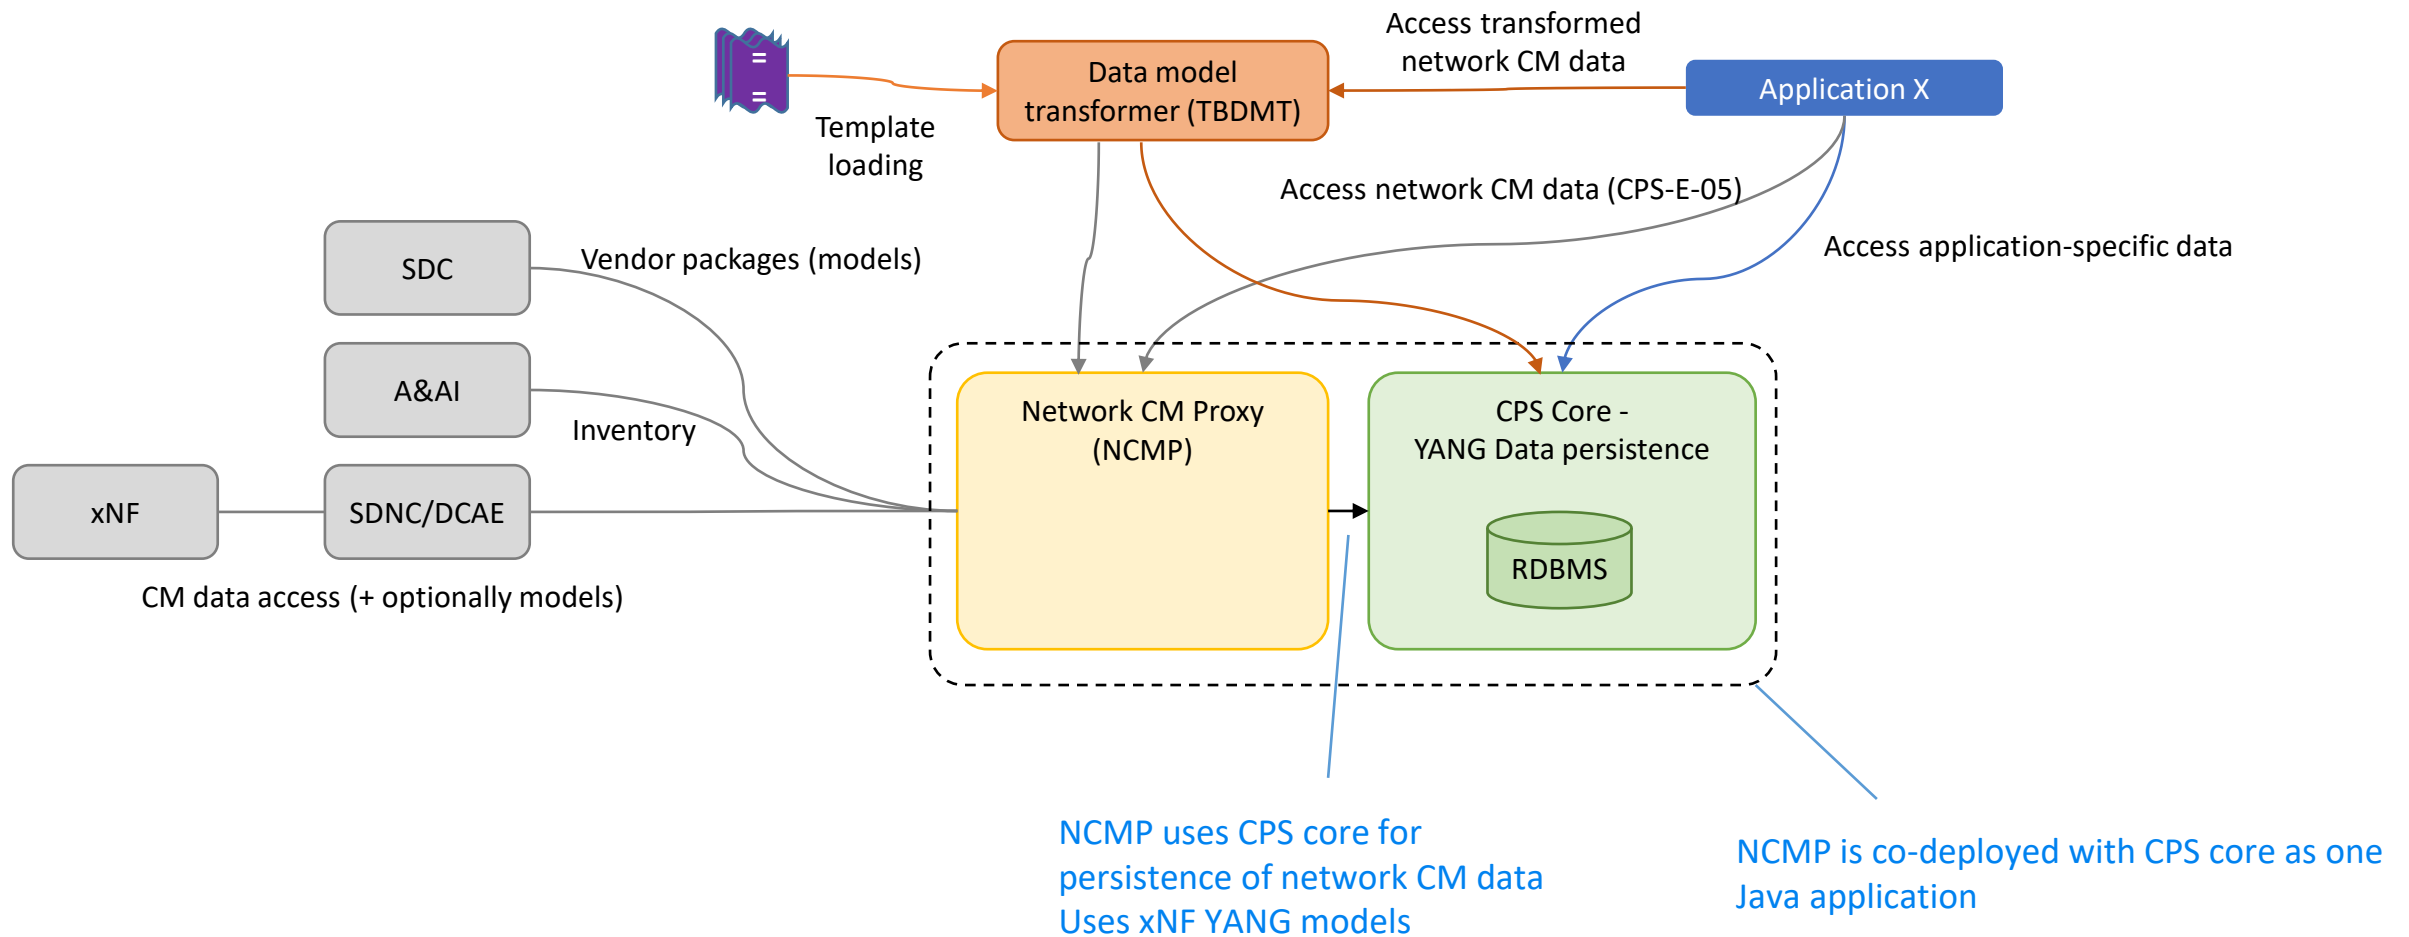 Access transformed
network CM data
Data model
transformer (TBDMT)
Application X
Template
loading
Access network CM data (CPS-E-05)
Access application-specific data
SDC
Vendor packages (models)
A&AI
Inventory
xNF
SDNC/DCAE
CM data access (+ optionally models)
Network CM Proxy
(NCMP)
CPS Core -
YANG Data persistence
RDBMS
NCMP uses CPS core for
persistence of network CM data
Uses xNF YANG models
NCMP is co-deployed with CPS core as one
Java application